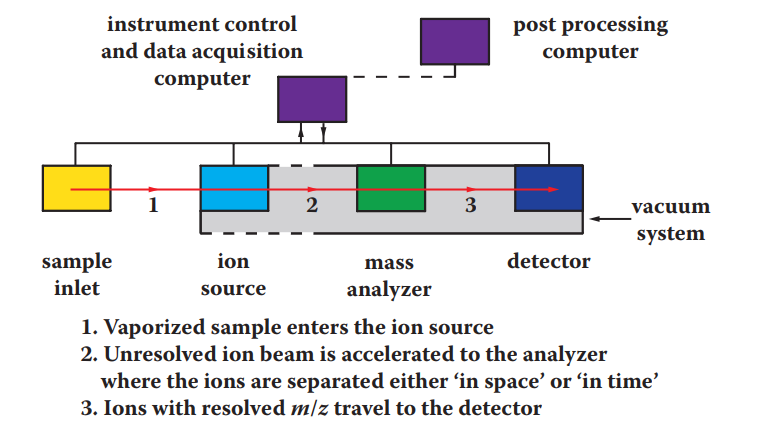 instrument control
and data acquisition
computer
post processing
computer
1
2
3
vacuum
system
sample
inlet
ion
source
mass
analyzer
detector
1. Vaporized sample enters the ion source
2. Unresolved ion beam is accelerated to the analyzer
where the ions are separated either ‘in space’ or ‘in time’
3. Ions with resolved m/z travel to the detector